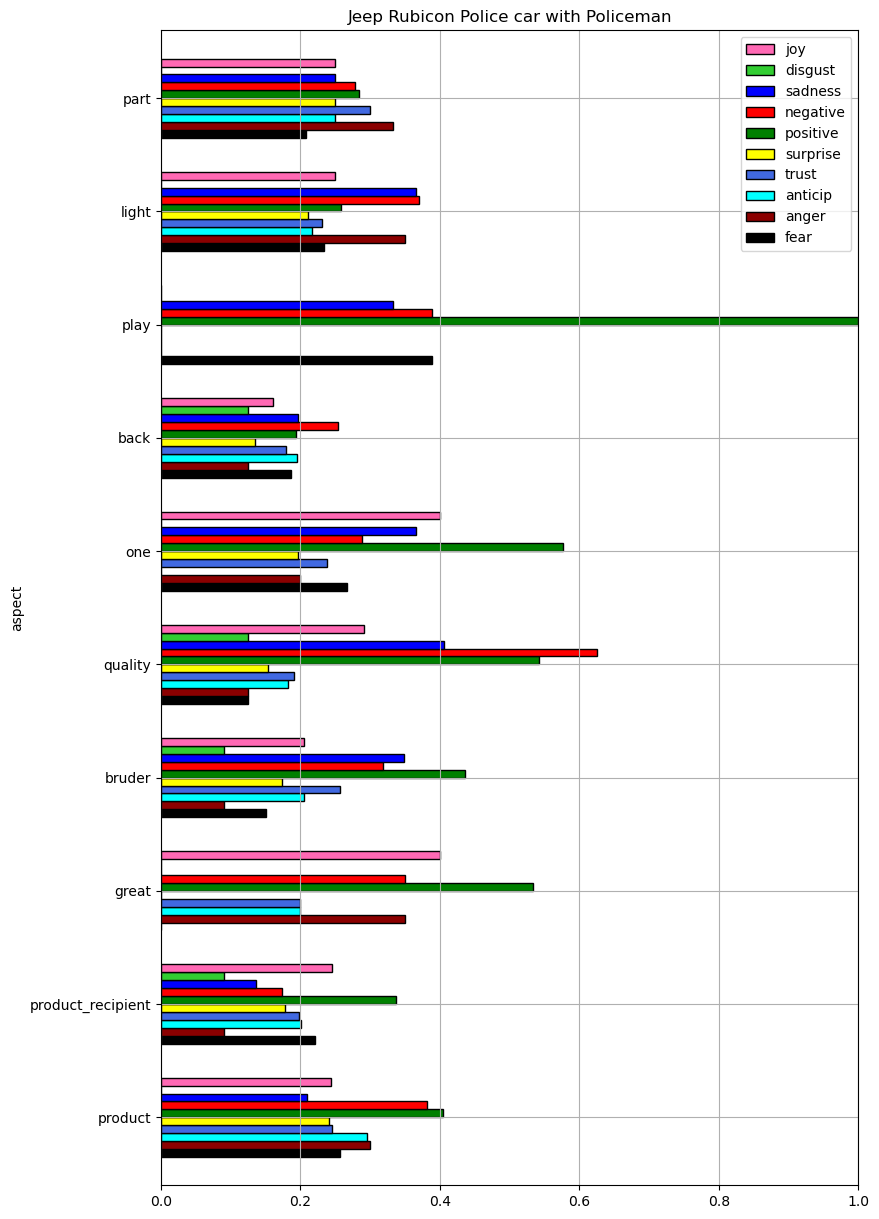 Jeep Rubicon Police car with Policeman
joy
disgust
sadness
negative
positive
surprise
trust
anticip
anger
fear
part
light
play
back
one
quality
bruder
great
product_recipient
product
aspect
0.0 0.2 0.4 0.6 0.8 1.0